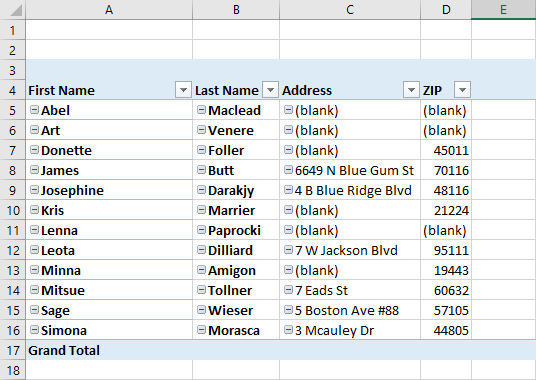 A B C D E
1
2
3
4 First Name Last Name Address ZIP
5 Abel Maclead (blank) (blank)
6 Art Venere (blank) (blank)
7 Donette Foller (blank) 45011
8 James Butt 6649 N Blue Gum St 70116
9 Josephine Darakjy 4 B Blue Ridge Blvd 48116
10 Kris Marrier (blank) 21224
11 Lenna Paprocki (blank) (blank)
12 Leota Dilliard 7 W Jackson Blvd 95111
13 Minna Amigon (blank) 19443
14 Mitsue Tollner 7 Eads St 60632
15 Sage Wieser 5 Boston Ave #88 57105
16 Simona Morasca 3 Mcauley Dr 44805
17 Grand Total
18